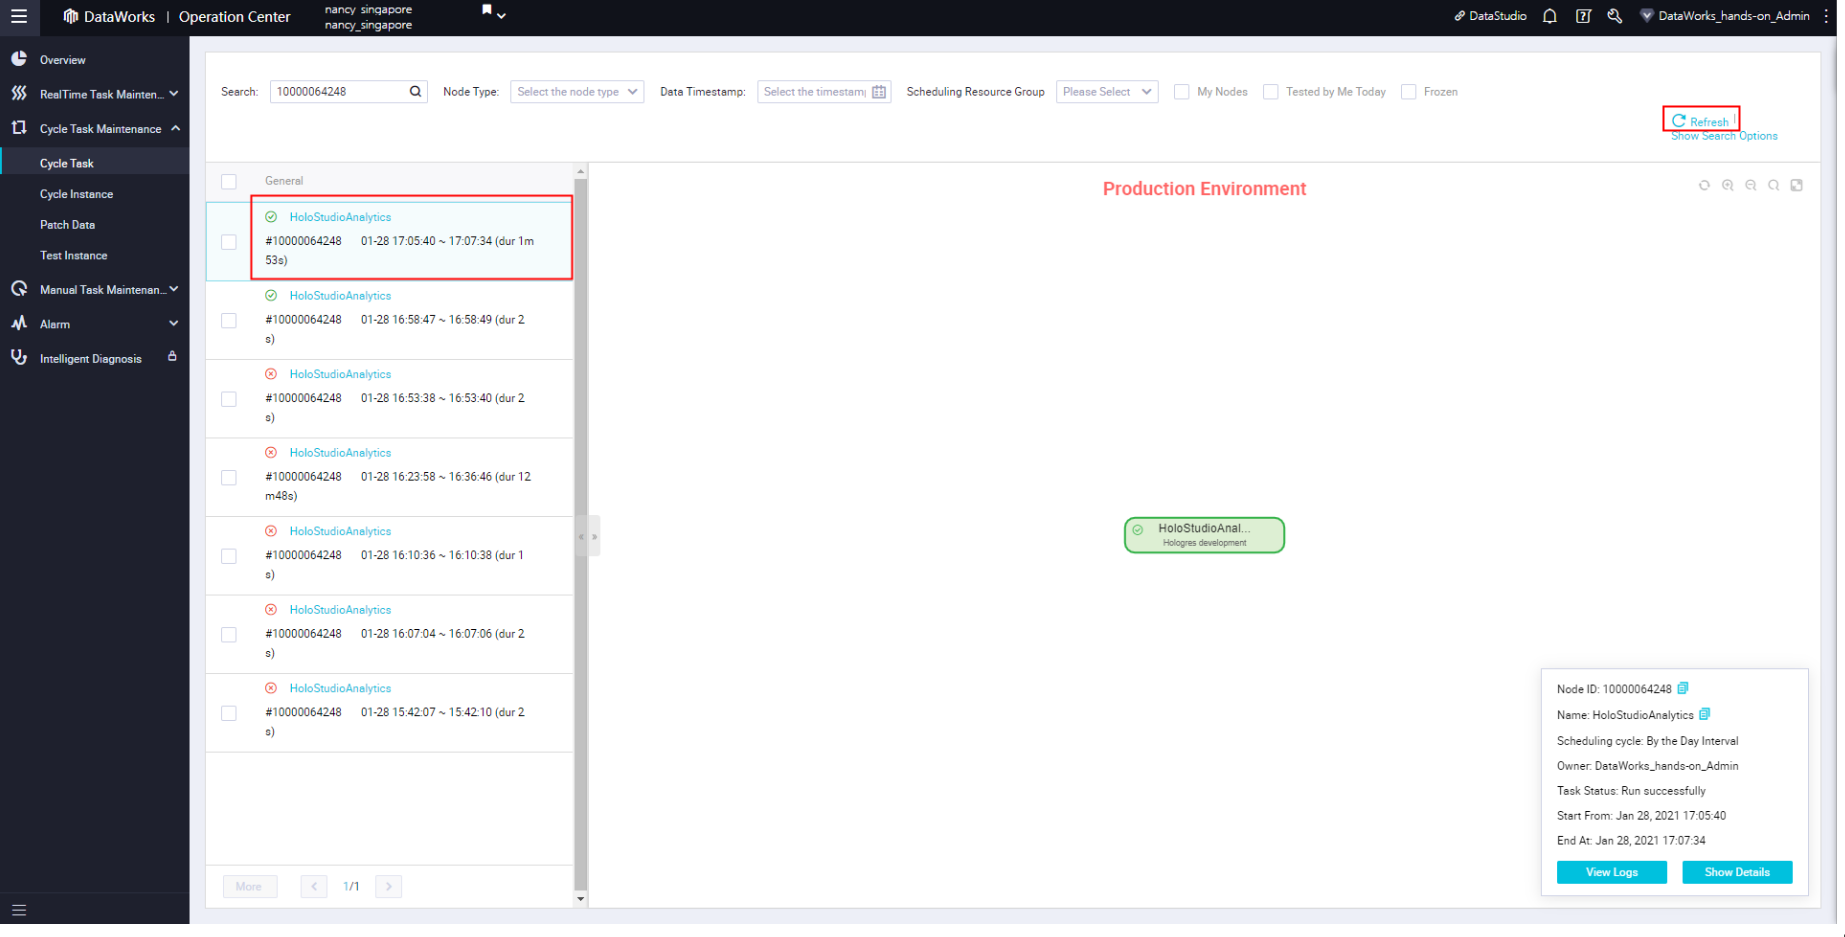 DataWorks | Operation Center
nancy_singapore
nancy_singapore
DataStudio
DataWorks_hands-on_Admin
Overview
RealTime Task Mainten...
Cycle Task Maintenance
Cycle Task
Cycle Instance
Patch Data
Test Instance
Manual Task Maintenan...
Alarm
Intelligent Diagnosis
Search: 10000064248
Node Type: Select the node type
Data Timestamp: Select the timestam
Scheduling Resource Group Please Select
My Nodes
Tested by Me Today
Frozen
Refresh
Show Search Options
General
HoloStudioAnalytics
#10000064248 01-28 17:05:40 ~ 17:07:34 (dur 1m
53s)
HoloStudioAnalytics
#10000064248 01-28 16:58:47 ~ 16:58:49 (dur 2
s)
HoloStudioAnalytics
#10000064248 01-28 16:53:38 ~ 16:53:40 (dur 2
s)
HoloStudioAnalytics
#10000064248 01-28 16:23:58 ~ 16:36:46 (dur 12
m48s)
HoloStudioAnalytics
#10000064248 01-28 16:10:36 ~ 16:10:38 (dur 1
s)
HoloStudioAnalytics
#10000064248 01-28 16:07:04 ~ 16:07:06 (dur 2
s)
HoloStudioAnalytics
#10000064248 01-28 15:42:07 ~ 15:42:10 (dur 2
s)
More
< 1/1 >
Production Environment
HoloStudioAnal...
Hologres development
Node ID: 10000064248
Name: HoloStudioAnalytics
Scheduling cycle: By the Day Interval
Owner: DataWorks_hands-on_Admin
Task Status: Run successfully
Start From: Jan 28, 2021 17:05:40
End At: Jan 28, 2021 17:07:34
View Logs
Show Details